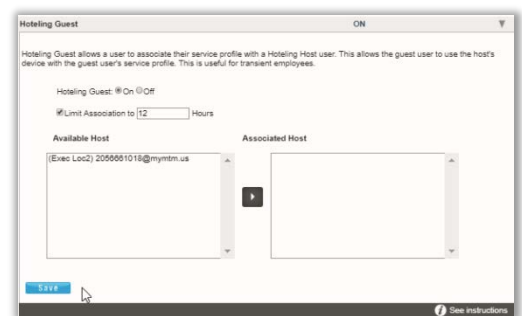 Hoteling Guest ON
Hoteling Guest allows a user to associate their service profile with a Hoteling Host user. This allows the guest user to use the host's
device with the guest user's service profile. This is useful for transient employees.
Hoteling Guest: On Off
Limit Association to 12 Hours
Available Host Associated Host
(Exec Loc2) 2056661018@mymtm.us
Save
See instructions